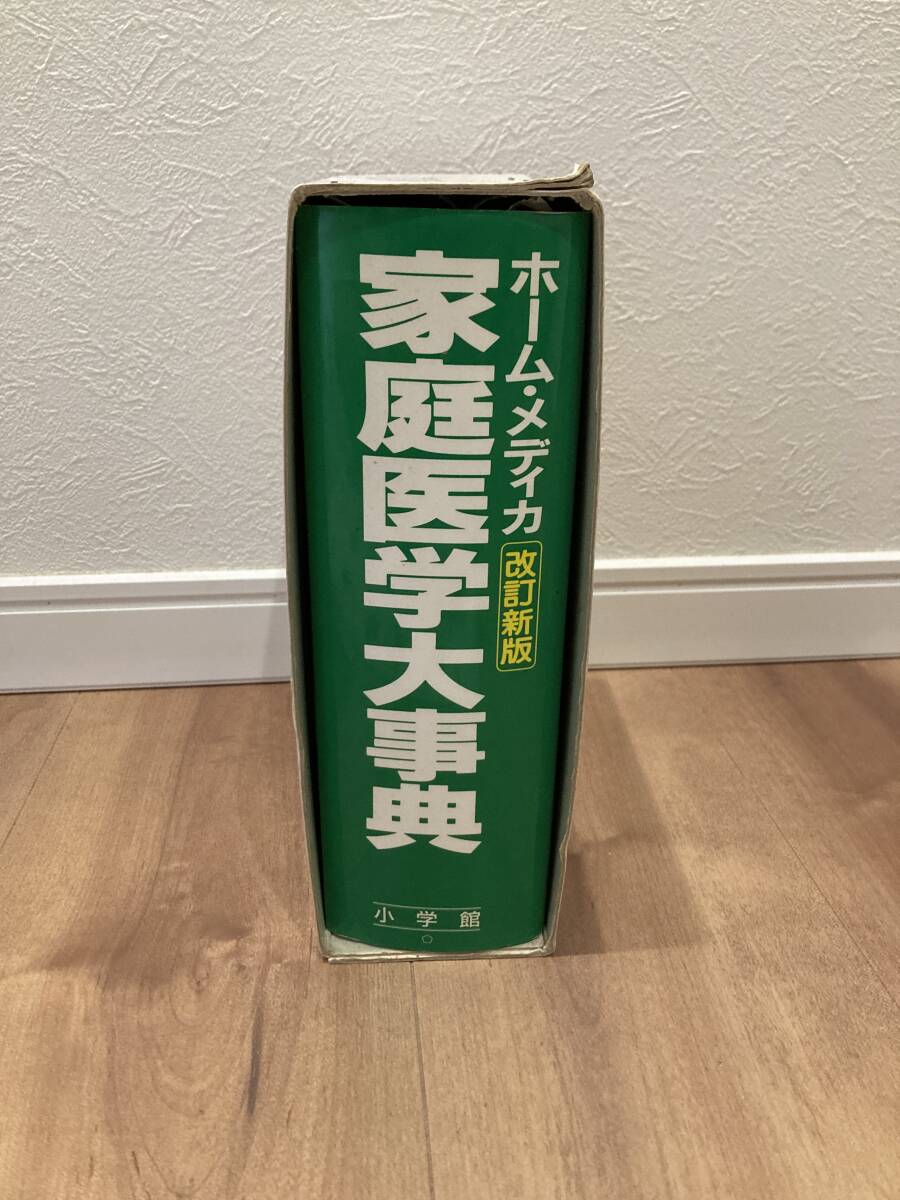 ホーム・メディカ 改訂新版
家庭医学大事典
小学館